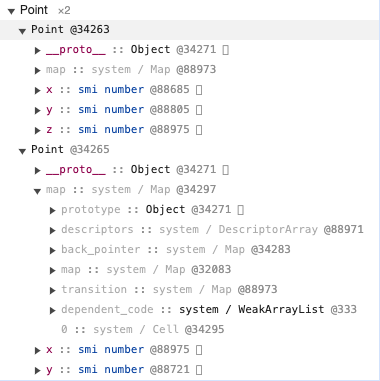 Point ×2
Point @34263
__proto__ :: Object @34271
map :: system / Map @88973
x :: smi number @88685
y :: smi number @88805
z :: smi number @88975
Point @34265
__proto__ :: Object @34271
map :: system / Map @34297
prototype :: Object @34271
descriptors :: system / DescriptorArray @88971
back_pointer :: system / Map @34283
map :: system / Map @32083
transition :: system / Map @88973
dependent_code :: system / WeakArrayList @333
0 :: system / Cell @34295
x :: smi number @88975
y :: smi number @88721